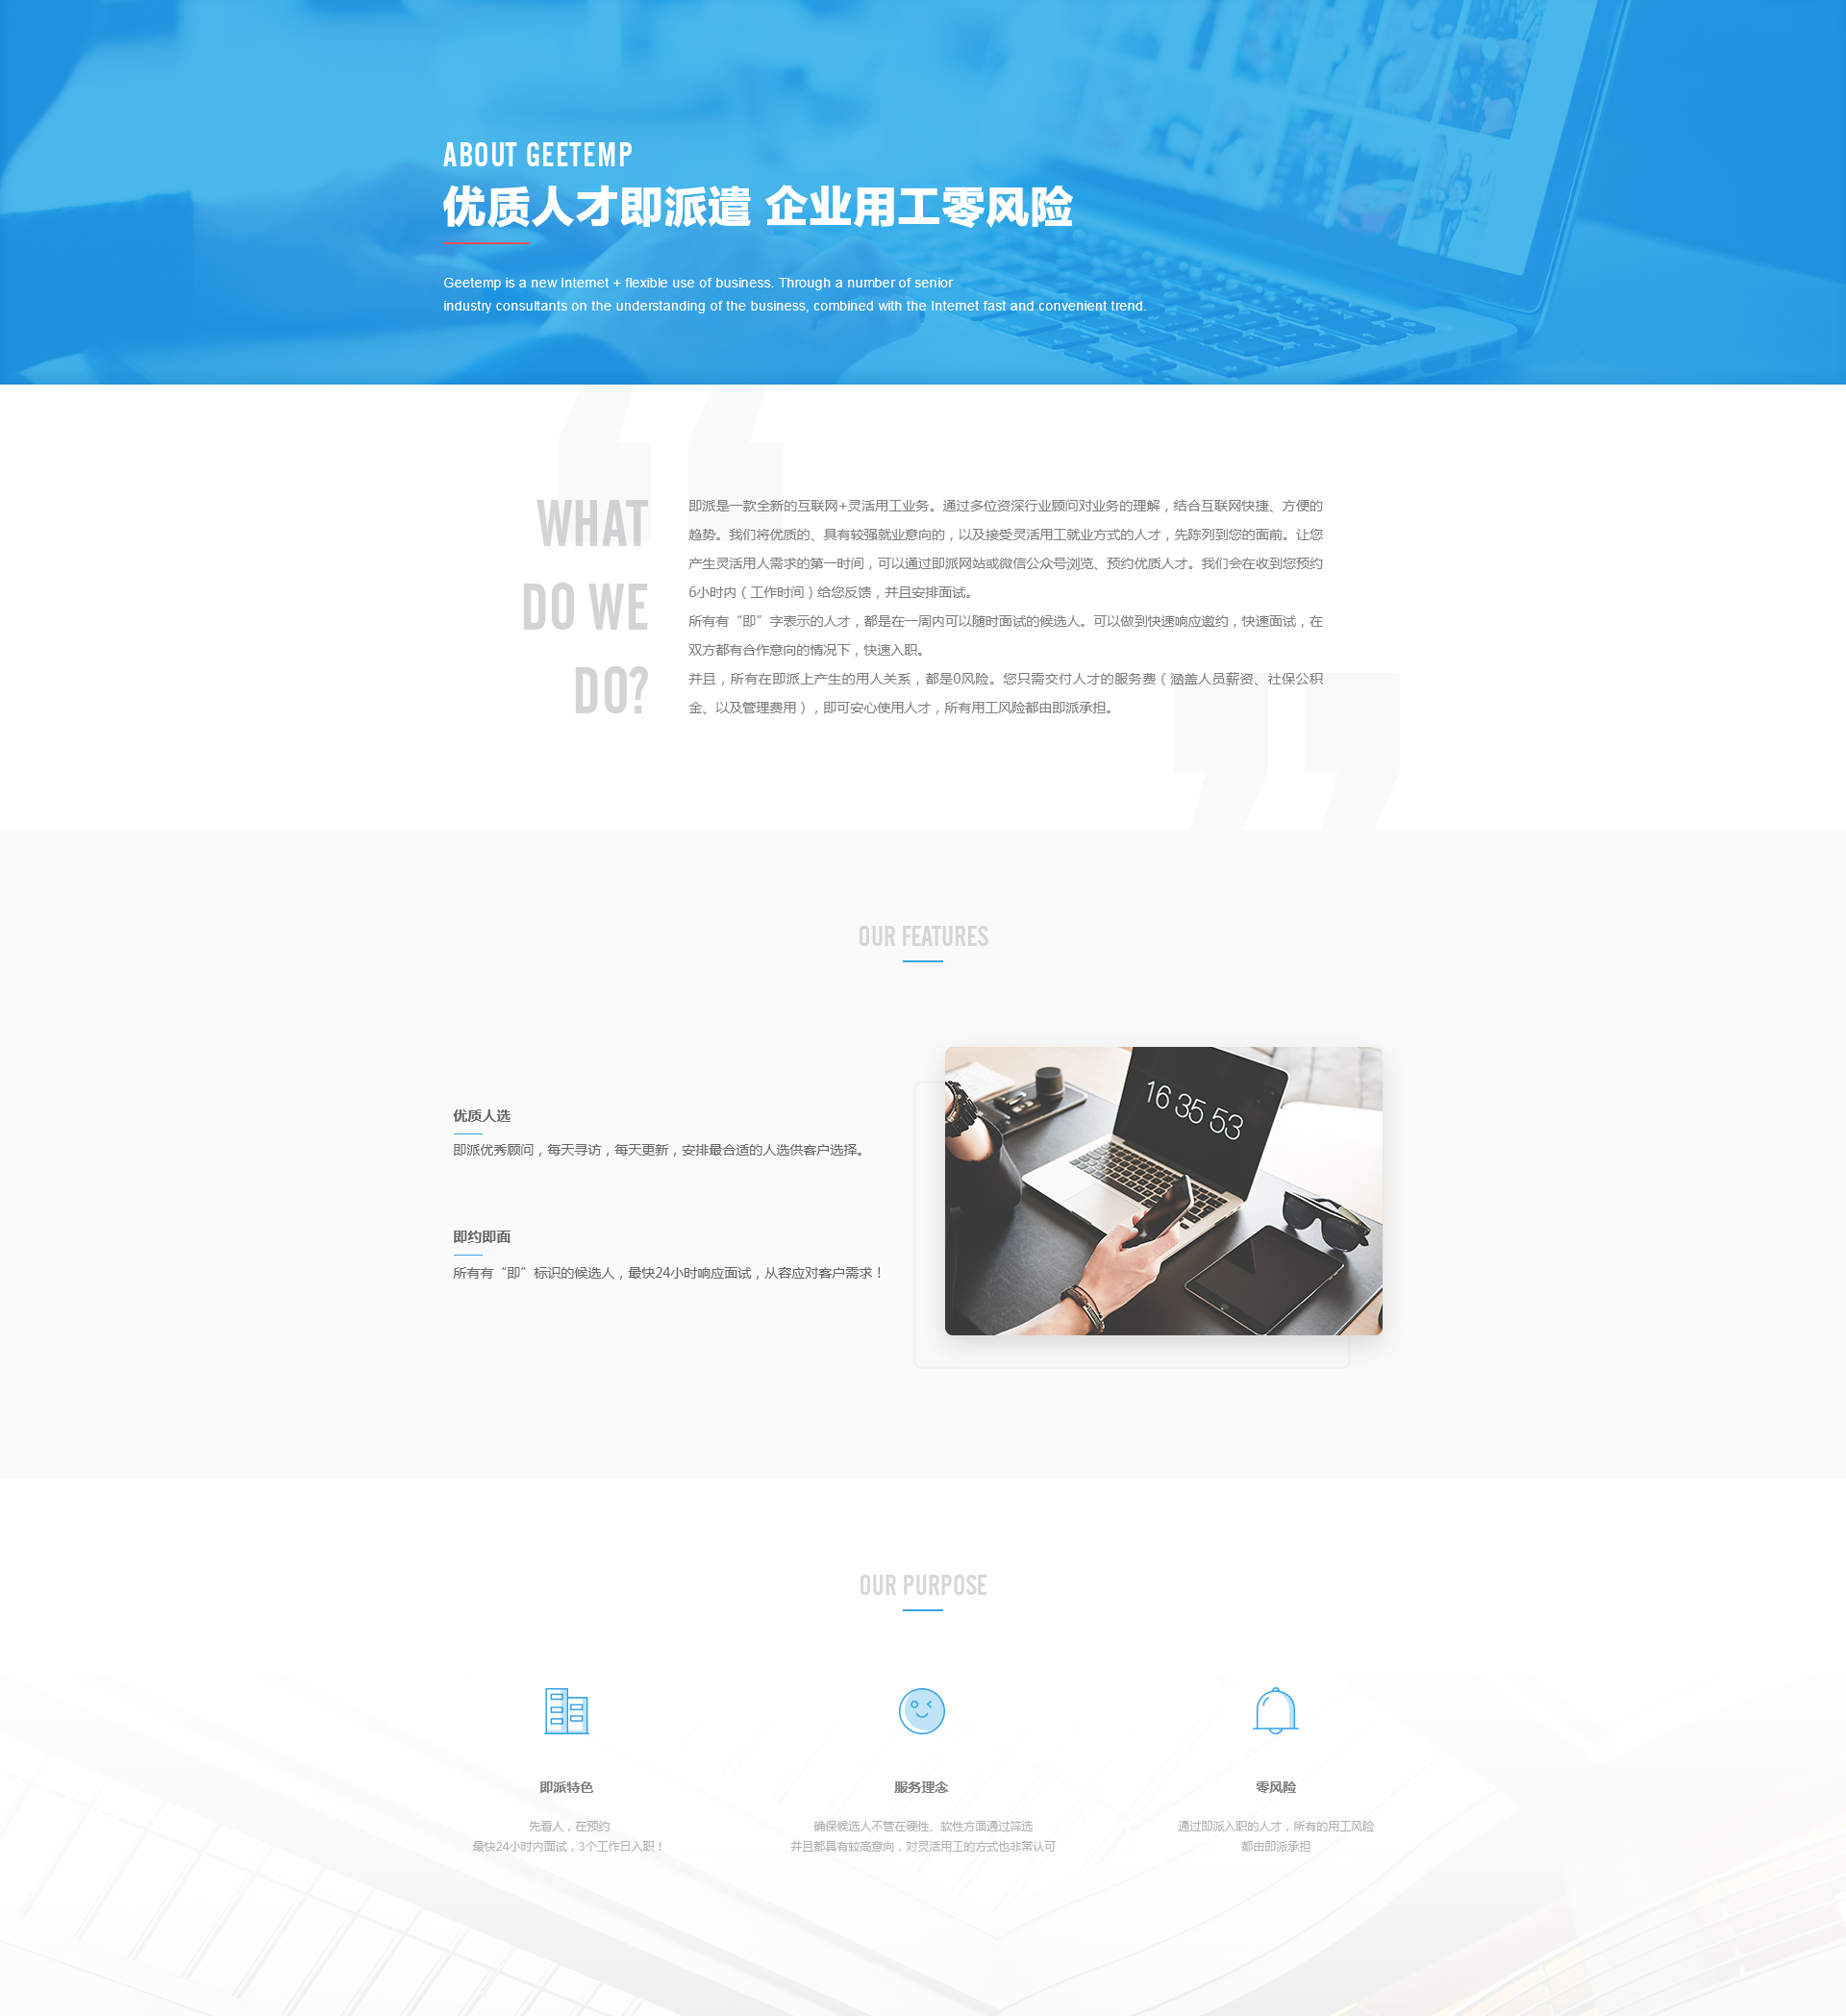 ABOUT GEETEMP
优质人才即派遣 企业用工零风险
Geetemp is a new Internet + flexible use of business. Through a number of senior
industry consultants on the understanding of the business, combined with the Internet fast and convenient trend.
WHAT
DO WE
DO?
即派是一款全新的互联网+灵活用工业务。通过多位资深行业顾问对业务的理解，结合互联网快捷、方便的
趋势。我们将优质的、具有较强就业意向的，以及接受灵活用工就业方式的人才，先陈列到您的面前。让您
产生灵活用人需求的第一时间，可以通过即派网站或微信公众号浏览、预约优质人才。我们会在收到您预约
6小时内（工作时间）给您反馈，并且安排面试。
所有有“即”字表示的人才，都是在一周内可以随时面试的候选人。可以做到快速响应邀约，快速面试，在
双方都有合作意向的情况下，快速入职。
并且，所有在即派上产生的用人关系，都是0风险。您只需交付人才的服务费（涵盖人员薪资、社保公积
金、以及管理费用），即可安心使用人才，所有用工风险都由即派承担。
OUR FEATURES
优质人选
即派优秀顾问，每天寻访，每天更新，安排最合适的人选供客户选择。
即约即面
所有有“即”标识的候选人，最快24小时响应面试，从容应对客户需求！
16 35 53
OUR PURPOSE
即派特色
先看人，在预约
最快24小时内面试，3个工作日入职！
服务理念
确保候选人不管在硬性、软性方面通过筛选
并且都具有较高意向，对灵活用工的方式也非常认可
零风险
通过即派入职的人才，所有的用工风险
都由即派承担